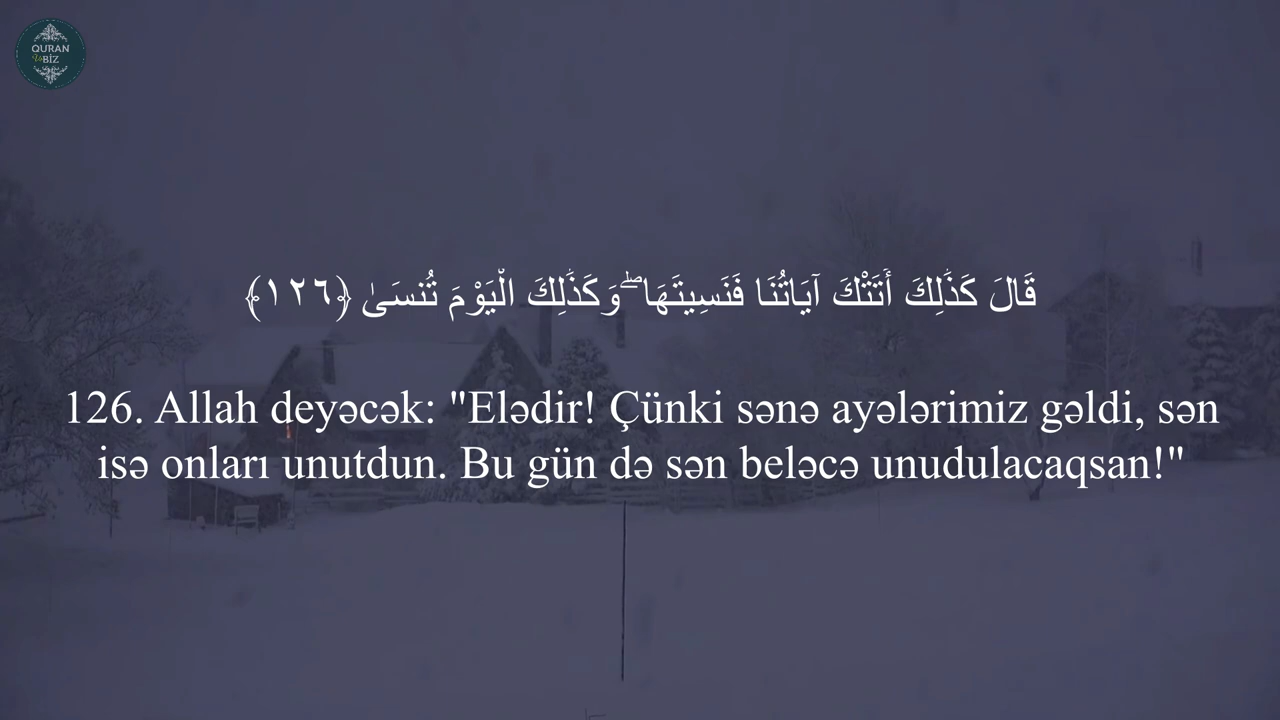 QURAN
Və BİZ
قَالَ كَذَٰلِكَ أَتَتْكَ آيَاتُنَا فَنَسِيتَهَا ۖ وَكَذَٰلِكَ الْيَوْمَ تُنسَىٰ ﴿١٢٦﴾
126. Allah deyəcək: "Elədir! Çünki sənə ayələrimiz gəldi, sən
isə onları unutdun. Bu gün də sən beləcə unudulacaqsan!"